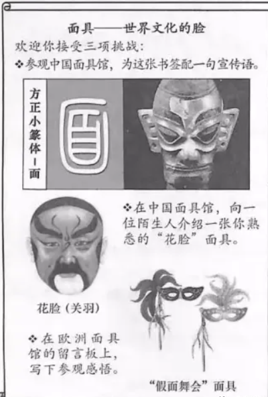 面具——世界文化的脸
欢迎你接受三项挑战：
❖参观中国面具馆，为这张书签配一句宣传语。
方正小篆体－面
❖在中国面具馆，向一
位陌生人介绍一张你熟
悉的“花脸”面具。
花脸（关羽）
❖在欧洲面具
馆的留言板上，
写下参观感悟。
“假面舞会”面具